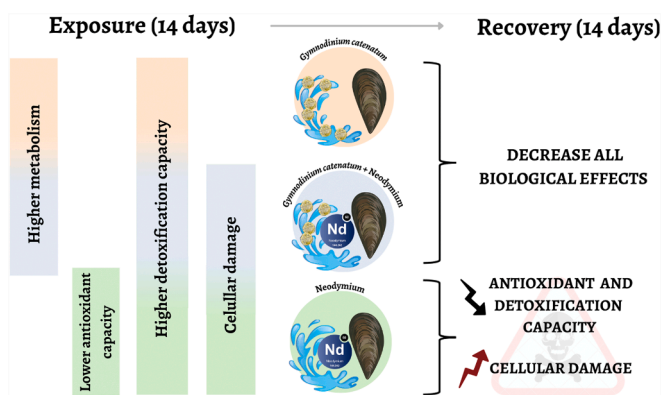 Exposure (14 days)
Recovery (14 days)
Higher metabolism
Lower antioxidant
capacity
Higher detoxification capacity
Celullar damage
Gymnodinium catenatum
Gymnodinium catenatum + Neodymium
Nd
Neodymium
Nd
DECREASE ALL
BIOLOGICAL EFFECTS
ANTIOXIDANT AND
DETOXIFICATION
CAPACITY
CELLULAR DAMAGE